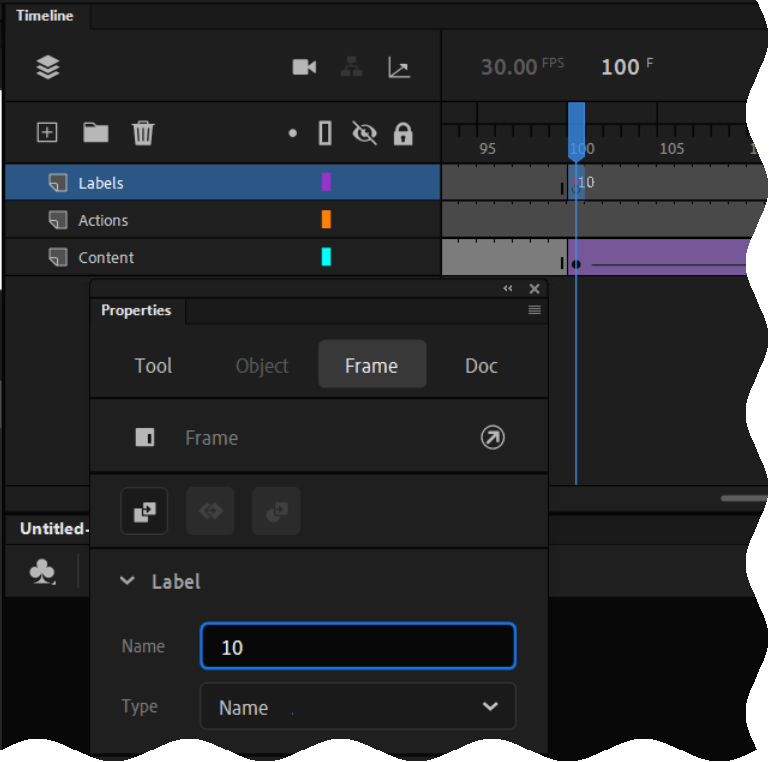 Timeline
30.00 FPS 100 F
95 100 105 1
Labels 10
Actions
Content
Properties
Tool Object Frame Doc
Frame
Untitled-
Label
Name 10
Type Name